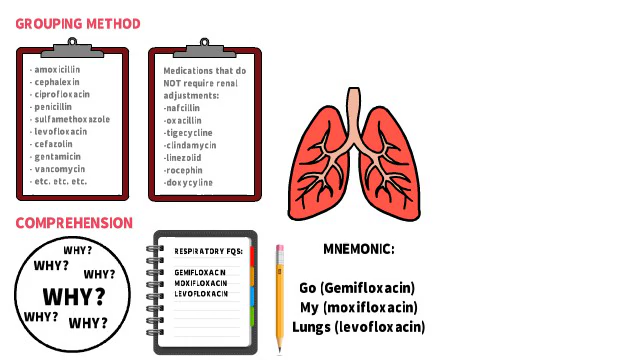 GROUPING METHOD
- amoxicillin
- cephalexin
- ciprofloxacin
- penicillin
- sulfamethoxazole
- levofloxacin
- cefazolin
- gentamicin
- vancomycin
- etc. etc. etc.
Medications that do
NOT require renal
adjustments:
-nafcillin
-oxacillin
-tigecycline
-clindamycin
-linezolid
-rocephin
-doxycyline
COMPREHENSION
WHY?
WHY?
WHY?
WHY?
WHY?
WHY?
RESPIRATORY FQS:
GEMIFLOXACIN
MOXIFLOXACIN
LEVOFLOXACIN
MNEMONIC:
Go (Gemifloxacin)
My (moxifloxacin)
Lungs (levofloxacin)